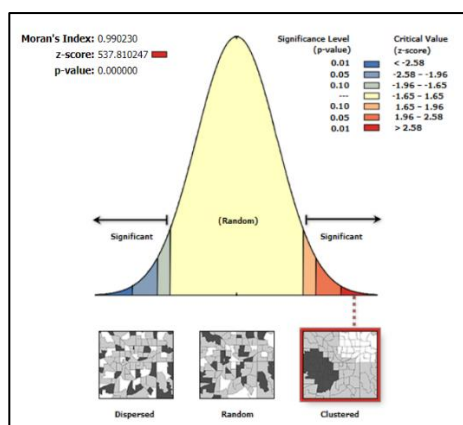 Moran's Index: 0.990230
z-score: 537.810247
p-value: 0.000000
Significance Level
(p-value)
Critical Value
(z-score)
0.01 < -2.58
0.05 -2.58 – -1.96
0.10 -1.96 – -1.65
--- -1.65 – 1.65
0.10 1.65 – 1.96
0.05 1.96 – 2.58
0.01 > 2.58
(Random)
Significant
Significant
Dispersed
Random
Clustered